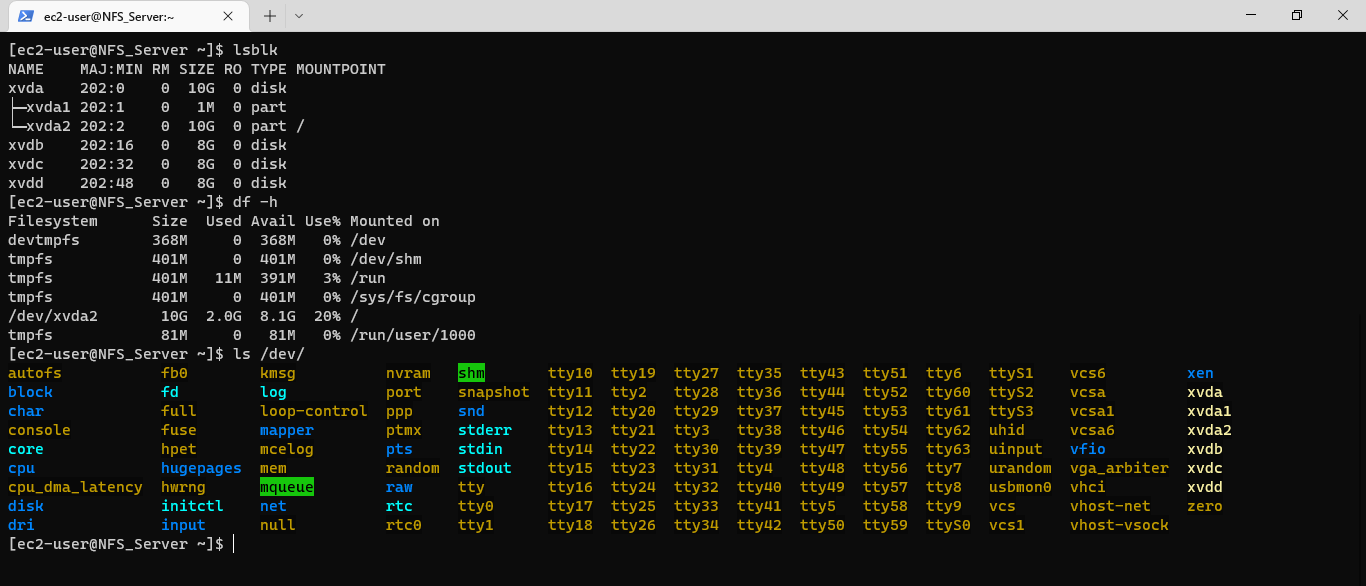 ec2-user@NFS_Server:~
[ec2-user@NFS_Server ~]$ lsblk
NAME    MAJ:MIN RM SIZE RO TYPE MOUNTPOINT
xvda    202:0    0  10G  0 disk
├─xvda1 202:1    0   1M  0 part
└─xvda2 202:2    0  10G  0 part /
xvdb    202:16   0   8G  0 disk
xvdc    202:32   0   8G  0 disk
xvdd    202:48   0   8G  0 disk
[ec2-user@NFS_Server ~]$ df -h
Filesystem      Size  Used Avail Use% Mounted on
devtmpfs        368M     0  368M   0% /dev
tmpfs           401M     0  401M   0% /dev/shm
tmpfs           401M   11M  391M   3% /run
tmpfs           401M     0  401M   0% /sys/fs/cgroup
/dev/xvda2       10G  2.0G  8.1G  20% /
tmpfs            81M     0   81M   0% /run/user/1000
[ec2-user@NFS_Server ~]$ ls /dev/
autofs           fb0        kmsg          nvram   shm       tty10  tty19  tty27  tty35  tty43  tty51  tty6   ttyS1    vcs6         xen
block            fd         log           port    snapshot  tty11  tty2   tty28  tty36  tty44  tty52  tty60  ttyS2    vcsa         xvda
char             full       loop-control  ppp     snd       tty12  tty20  tty29  tty37  tty45  tty53  tty61  ttyS3    vcsa1        xvda1
console          fuse       mapper        ptmx    stderr    tty13  tty21  tty3   tty38  tty46  tty54  tty62  uhid     vcsa6        xvda2
core             hpet       mcelog        pts     stdin     tty14  tty22  tty30  tty39  tty47  tty55  tty63  uinput   vfio         xvdb
cpu              hugepages  mem           random  stdout    tty15  tty23  tty31  tty4   tty48  tty56  tty7   urandom  vga_arbiter  xvdc
cpu_dma_latency  hwrng      mqueue        raw     tty       tty16  tty24  tty32  tty40  tty49  tty57  tty8   usbmon0  vhci         xvdd
disk             initctl    net           rtc     tty0      tty17  tty25  tty33  tty41  tty5   tty58  tty9   vcs      vhost-net    zero
dri              input      null          rtc0    tty1      tty18  tty26  tty34  tty42  tty50  tty59  ttyS0  vcs1     vhost-vsock
[ec2-user@NFS_Server ~]$